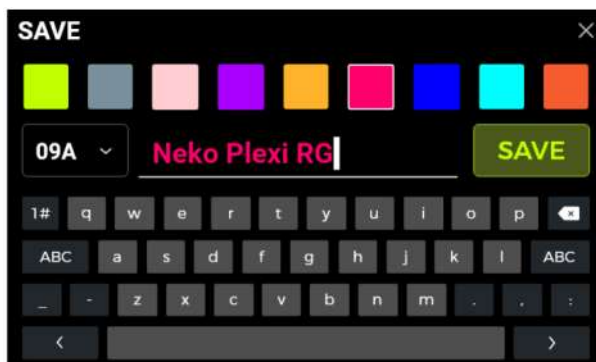 SAVE ×
09A Neko Plexi RG SAVE
1# q w e r t y u i o p
ABC a s d f g h j k l ABC
_ - z x c v b n m . , :
< >